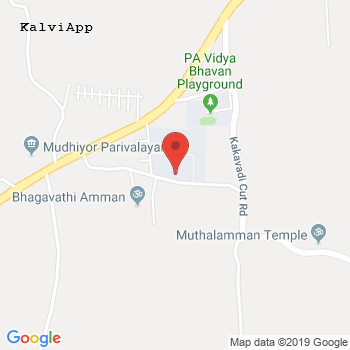 KalviApp
PA Vidya
Bhavan
Playground
Mudhiyor Parivalayam
Kakavadi Cut Rd
Bhagavathi Amman
Muthalamman Temple
Google
Map data ©2019 Google